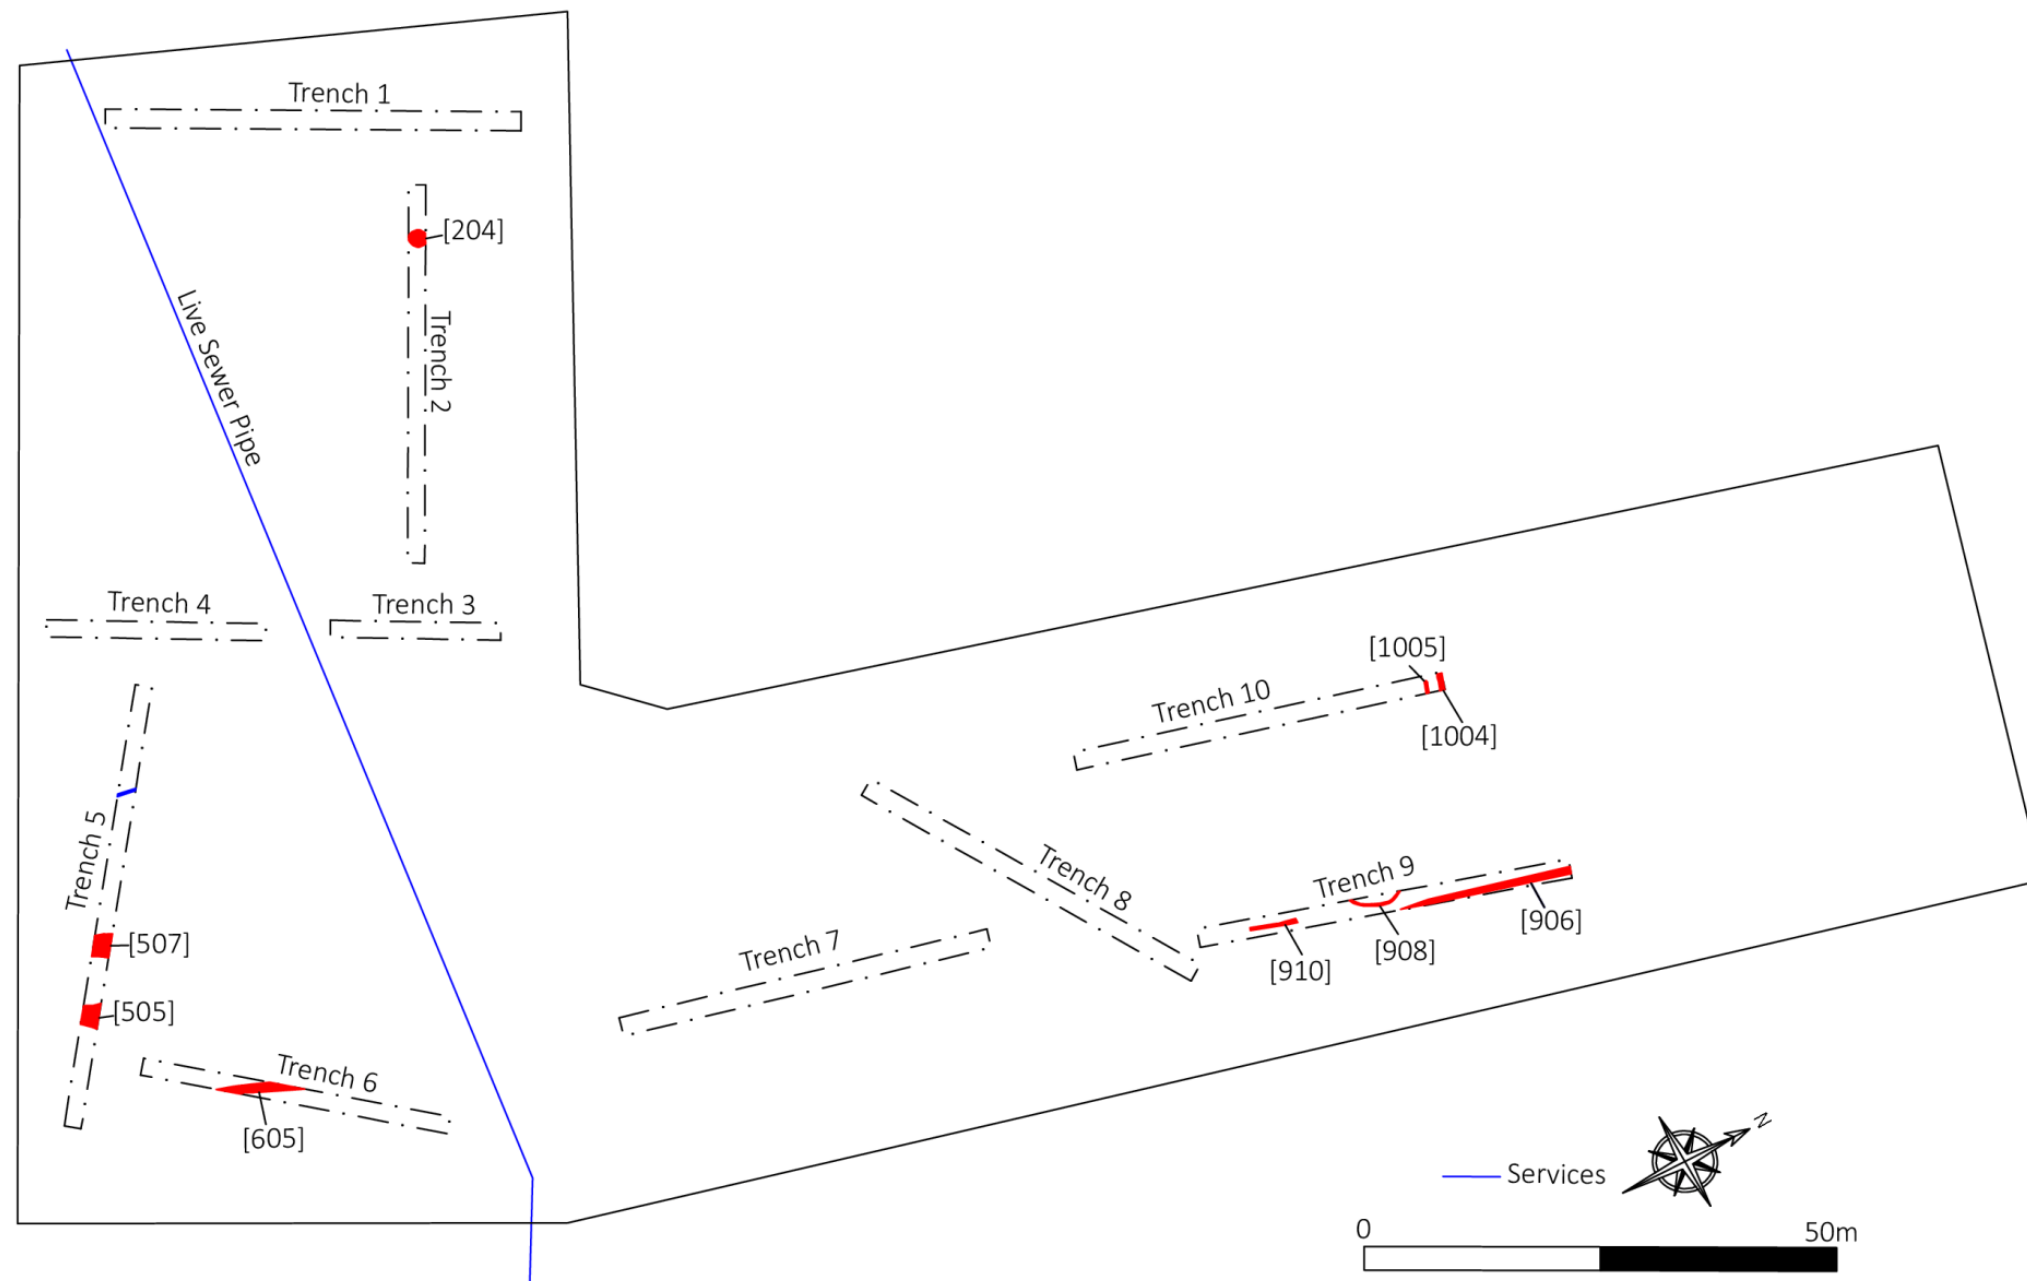 Trench 1
[204]
Trench 2
Live Sewer Pipe
Trench 4
Trench 3
[1005]
Trench 10
[1004]
Trench 5
Trench 8
Trench 9
[906]
[908]
[910]
[507]
Trench 7
[505]
Trench 6
[605]
N
Services
0
50m